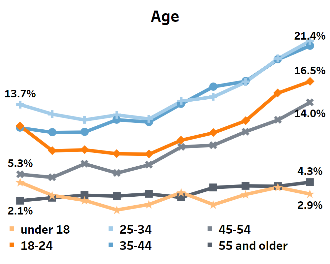 Age
21.4%
13.7%
16.5%
14.0%
5.3%
4.3%
2.1%
2.9%
under 18 25-34 45-54
18-24 35-44 55 and older